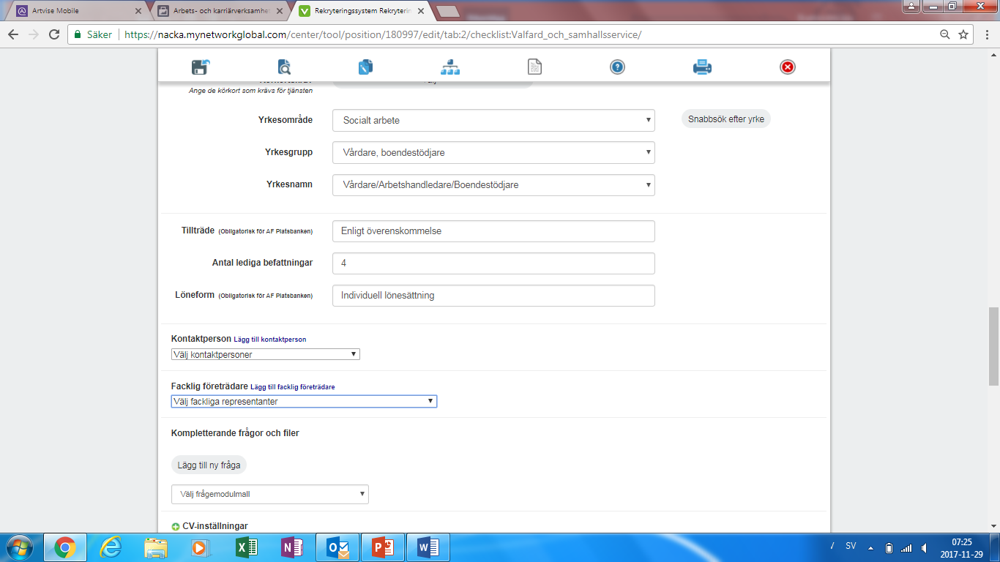 Artvise Mobile
Arbets- och karriärverksamhe
Rekryteringssystem Rekryterin
Säker
https://nacka.mynetworkglobal.com/center/tool/position/180997/edit/tab:2/checklist:Valfard_och_samhallsservice/
Ange de körkort som krävs för tjänsten
Yrkesområde
Socialt arbete
Snabbsök efter yrke
Yrkesgrupp
Vårdare, boendestödjare
Yrkesnamn
Vårdare/Arbetshandledare/Boendestödjare
Tillträde (Obligatorisk för AF Platsbanken)
Enligt överenskommelse
Antal lediga befattningar
4
Löneform (Obligatorisk för AF Platsbanken)
Individuell lönesättning
Kontaktperson Lägg till kontaktperson
Välj kontaktpersoner
Facklig företrädare Lägg till facklig företrädare
Välj fackliga representanter
Kompletterande frågor och filer
Lägg till ny fråga
Välj frågemodulmall
CV-inställningar
SV
07:25
2017-11-29